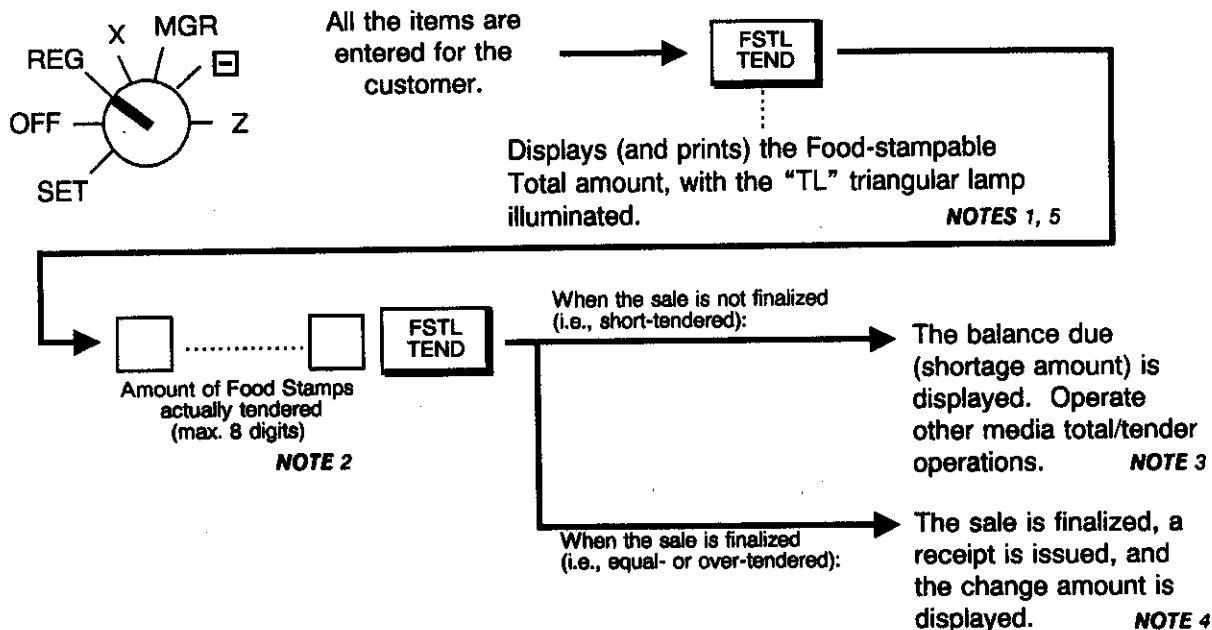 X
MGR
REG
⊟
OFF
Z
SET
All the items are
entered for the
customer.
FSTL
TEND
Displays (and prints) the Food-stampable
Total amount, with the "TL" triangular lamp
illuminated.
NOTES 1, 5
FSTL
TEND
Amount of Food Stamps
actually tendered
(max. 8 digits)
NOTE 2
When the sale is not finalized
(i.e., short-tendered):
The balance due
(shortage amount) is
displayed. Operate
other media total/tender
operations. NOTE 3
When the sale is finalized
(i.e., equal- or over-tendered):
The sale is finalized, a
receipt is issued, and
the change amount is
displayed. NOTE 4